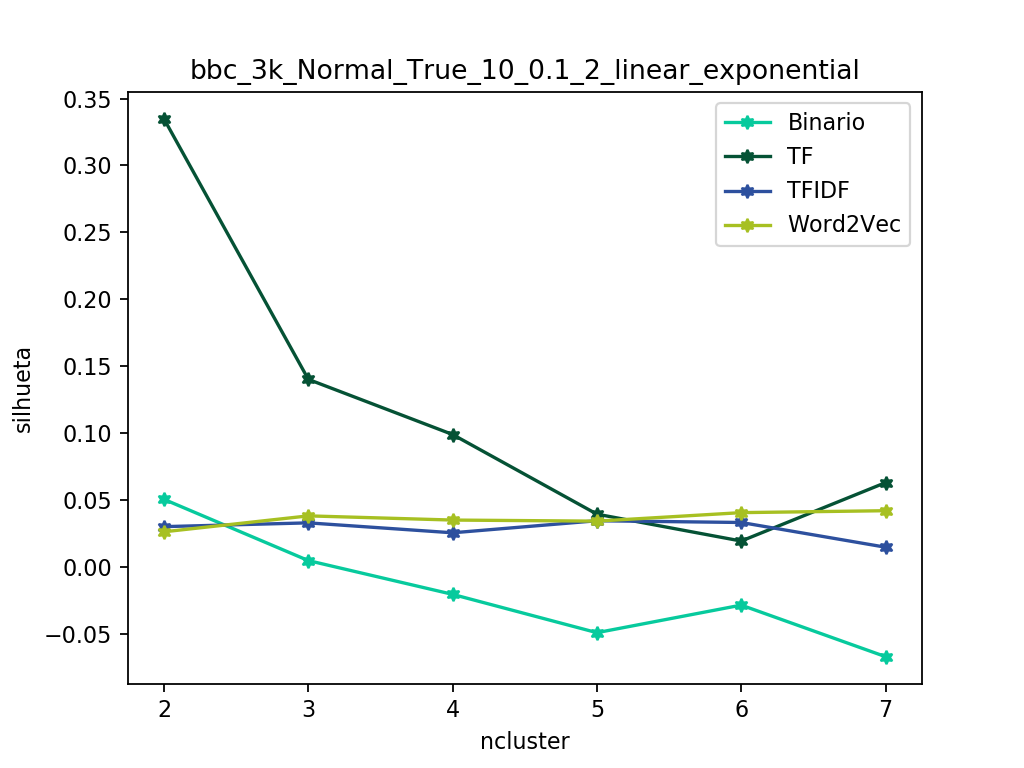 bbc_3k_Normal_True_10_0.1_2_linear_exponential
0.35
0.30
0.25
0.20
0.15
0.10
0.05
0.00
−0.05
silhueta
Binario
TF
TFIDF
Word2Vec
2 3 4 5 6 7
ncluster